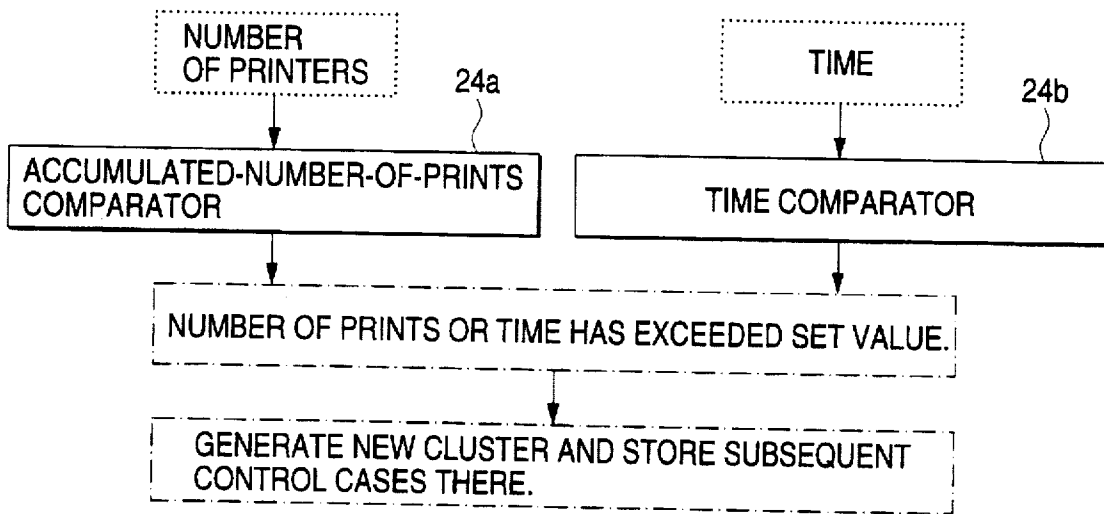 NUMBER
OF PRINTERS
TIME
24a
24b
ACCUMULATED-NUMBER-OF-PRINTS
COMPARATOR
TIME COMPARATOR
NUMBER OF PRINTS OR TIME HAS EXCEEDED SET VALUE.
GENERATE NEW CLUSTER AND STORE SUBSEQUENT
CONTROL CASES THERE.